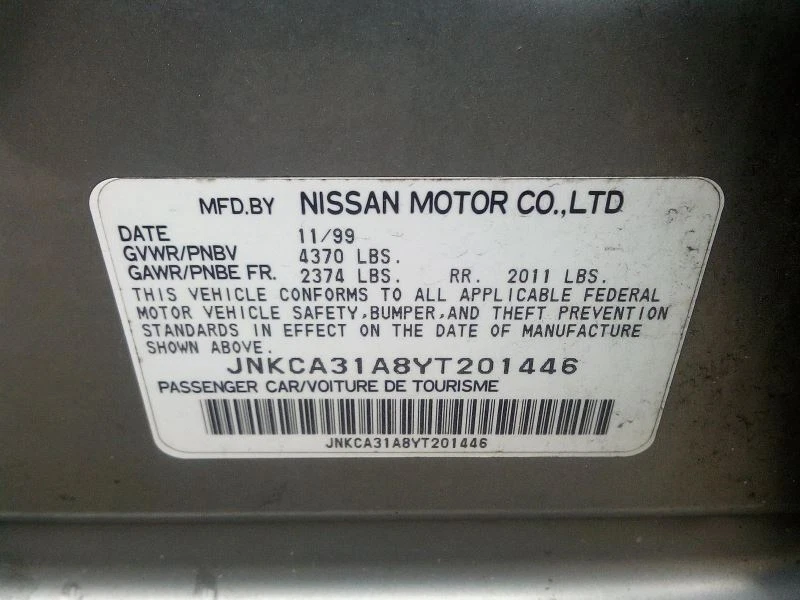 MFD.BY NISSAN MOTOR CO.,LTD
DATE 11/99
GVWR/PNBV 4370 LBS.
GAWR/PNBE FR. 2374 LBS. RR. 2011 LBS.
THIS VEHICLE CONFORMS TO ALL APPLICABLE FEDERAL
MOTOR VEHICLE SAFETY,BUMPER,AND THEFT PREVENTION
STANDARDS IN EFFECT ON THE DATE OF MANUFACTURE
SHOWN ABOVE.
JNKCA31A8YT201446
PASSENGER CAR/VOITURE DE TOURISME
JNKCA31A8YT201446